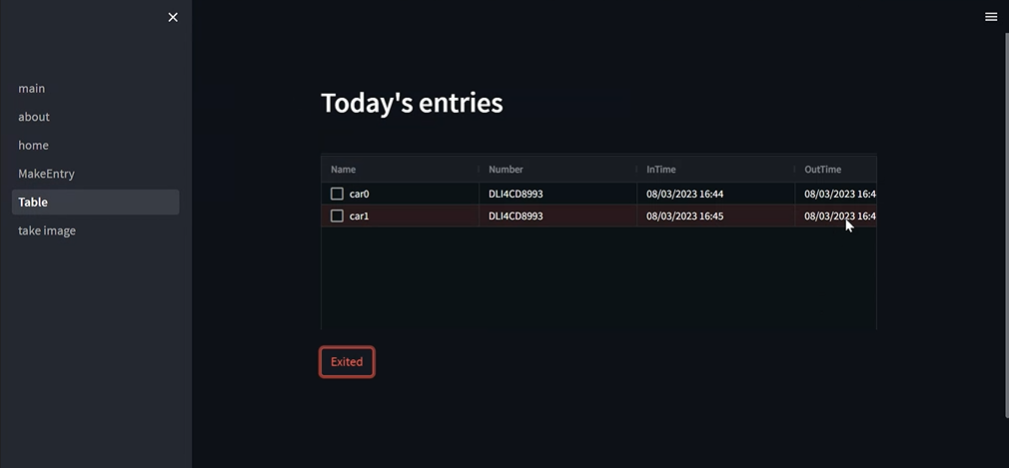 main
about
home
MakeEntry
Table
take image
Today's entries
Name Number InTime OutTime
car0 DLI4CD8993 08/03/2023 16:44 08/03/2023 16:4
car1 DLI4CD8993 08/03/2023 16:45 08/03/2023 16:4
Exited